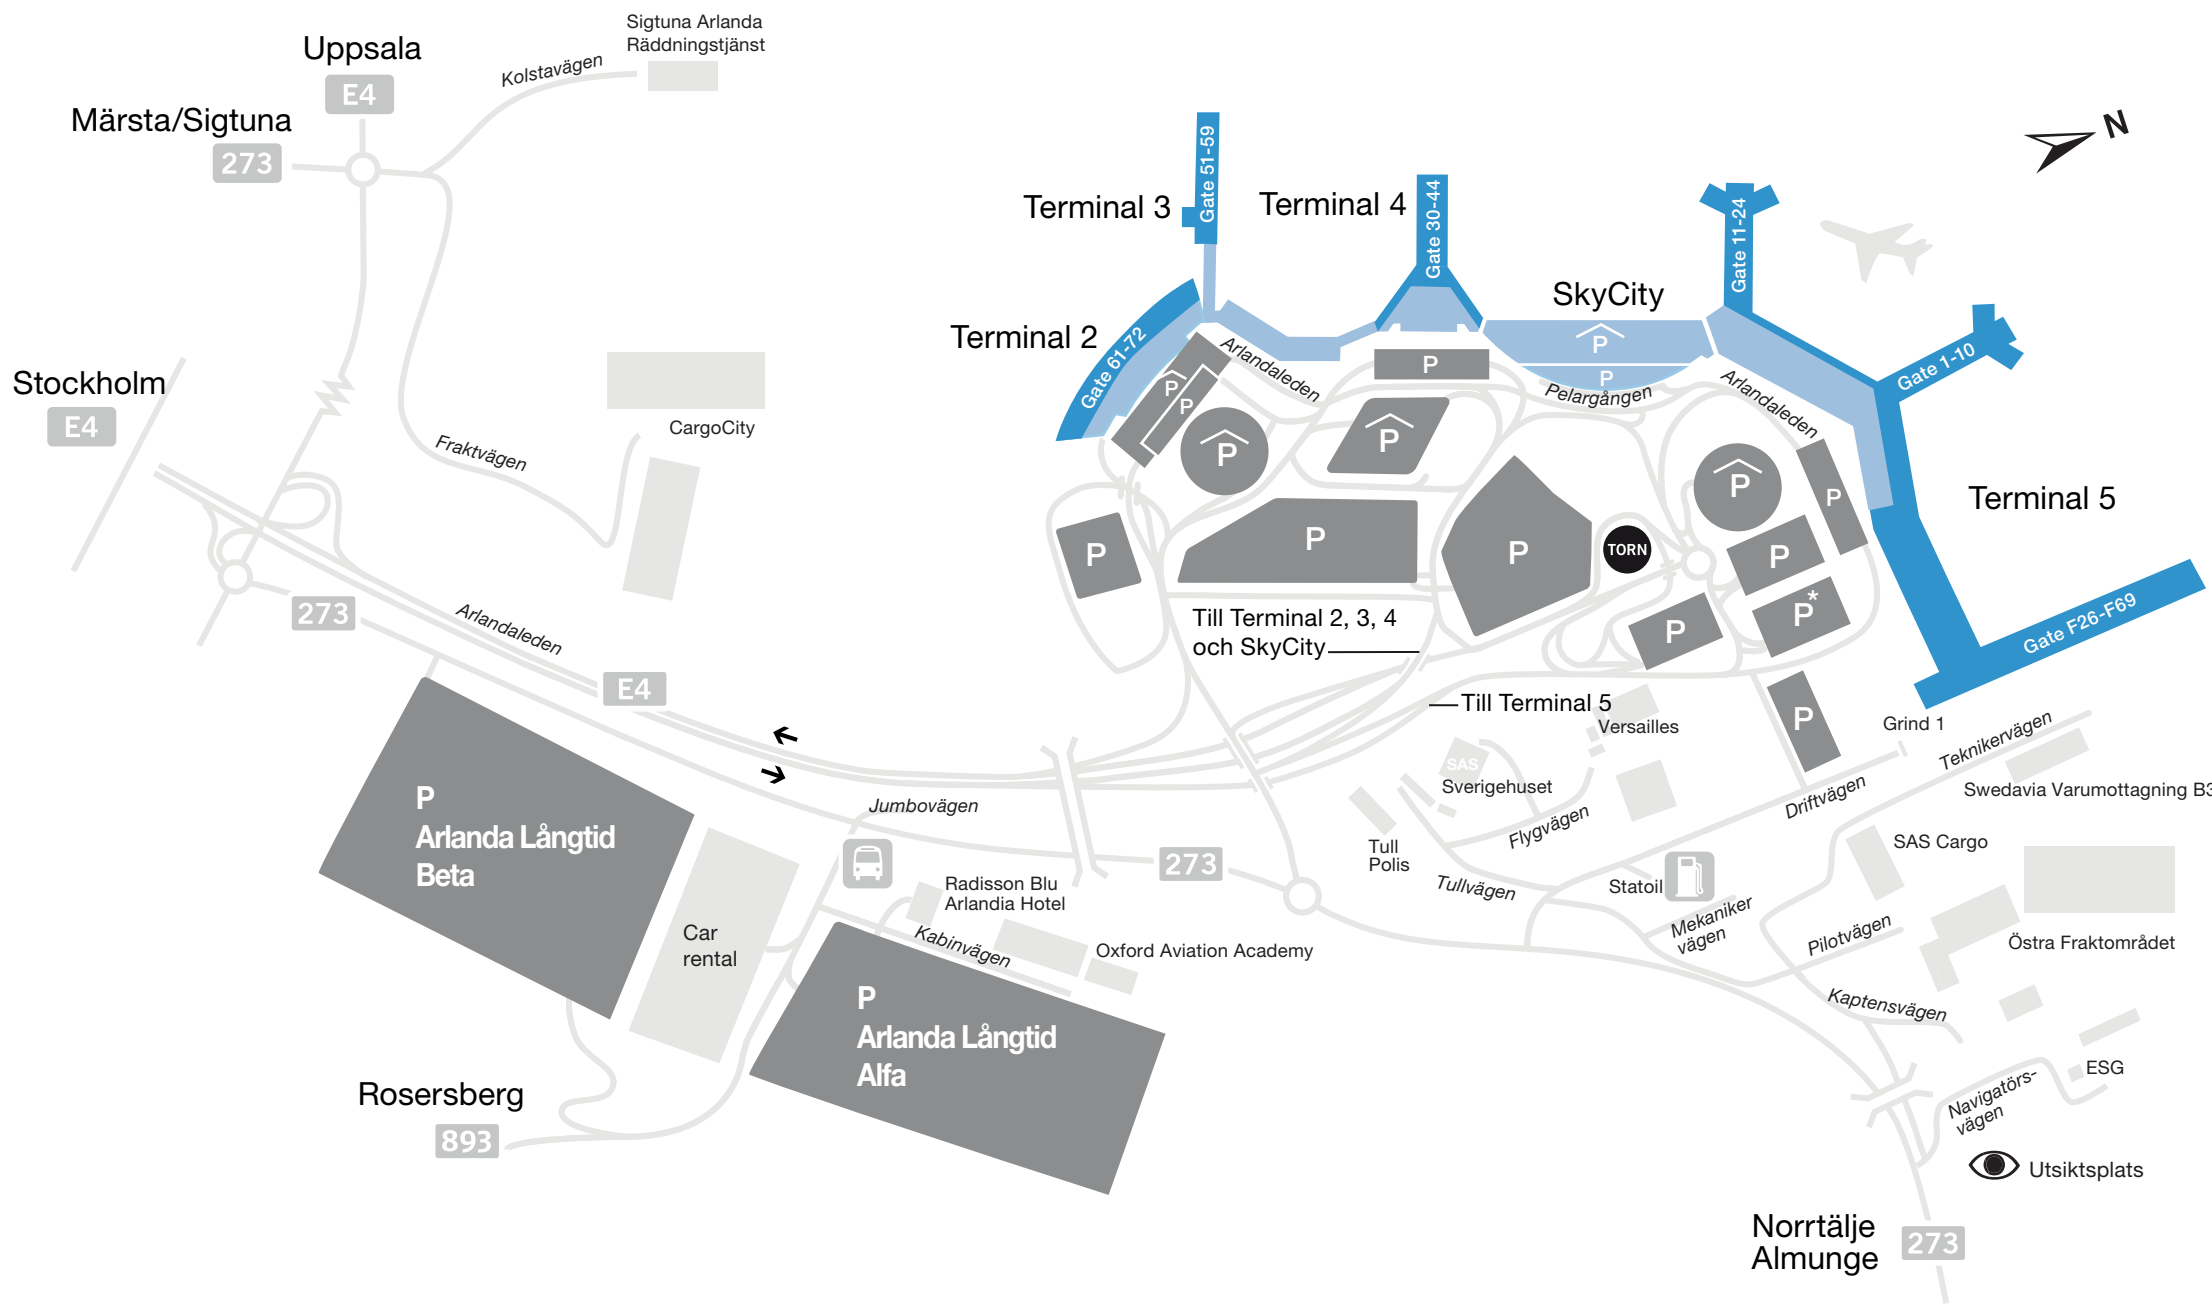 Sigtuna Arlanda
Räddningstjänst
Uppsala
E4
Kolstavägen
Märsta/Sigtuna
273
N
Gate 51-59
Terminal 3
Terminal 4
Gate 30-44
Gate 11-24
SkyCity
P
P
Terminal 2
Gate 61-72
Arlandaleden
P
Pelargången
Arlandaleden
Gate 1-10
Stockholm
E4
CargoCity
Fraktvägen
P
P
P
P
P
P
P
Terminal 5
P
P
P
TORN
P
P*
P
Gate F26-F69
273
Arlandaleden
E4
Till Terminal 2, 3, 4
och SkyCity
Till Terminal 5
Versailles
P
Grind 1
Teknikervägen
SAS
Sverigehuset
Swedavia Varumottagning B3
Driftvägen
Flygvägen
Jumbovägen
P
Arlanda Långtid
Beta
Tull
Polis
SAS Cargo
273
Radisson Blu
Arlandia Hotel
Tullvägen
Statoil
Mekaniker
vägen
Pilotvägen
Östra Fraktområdet
Car
rental
Kabinvägen
Oxford Aviation Academy
P
Arlanda Långtid
Alfa
Kaptensvägen
ESG
Navigatörs-
vägen
Rosersberg
893
Utsiktsplats
Norrtälje
Almunge
273